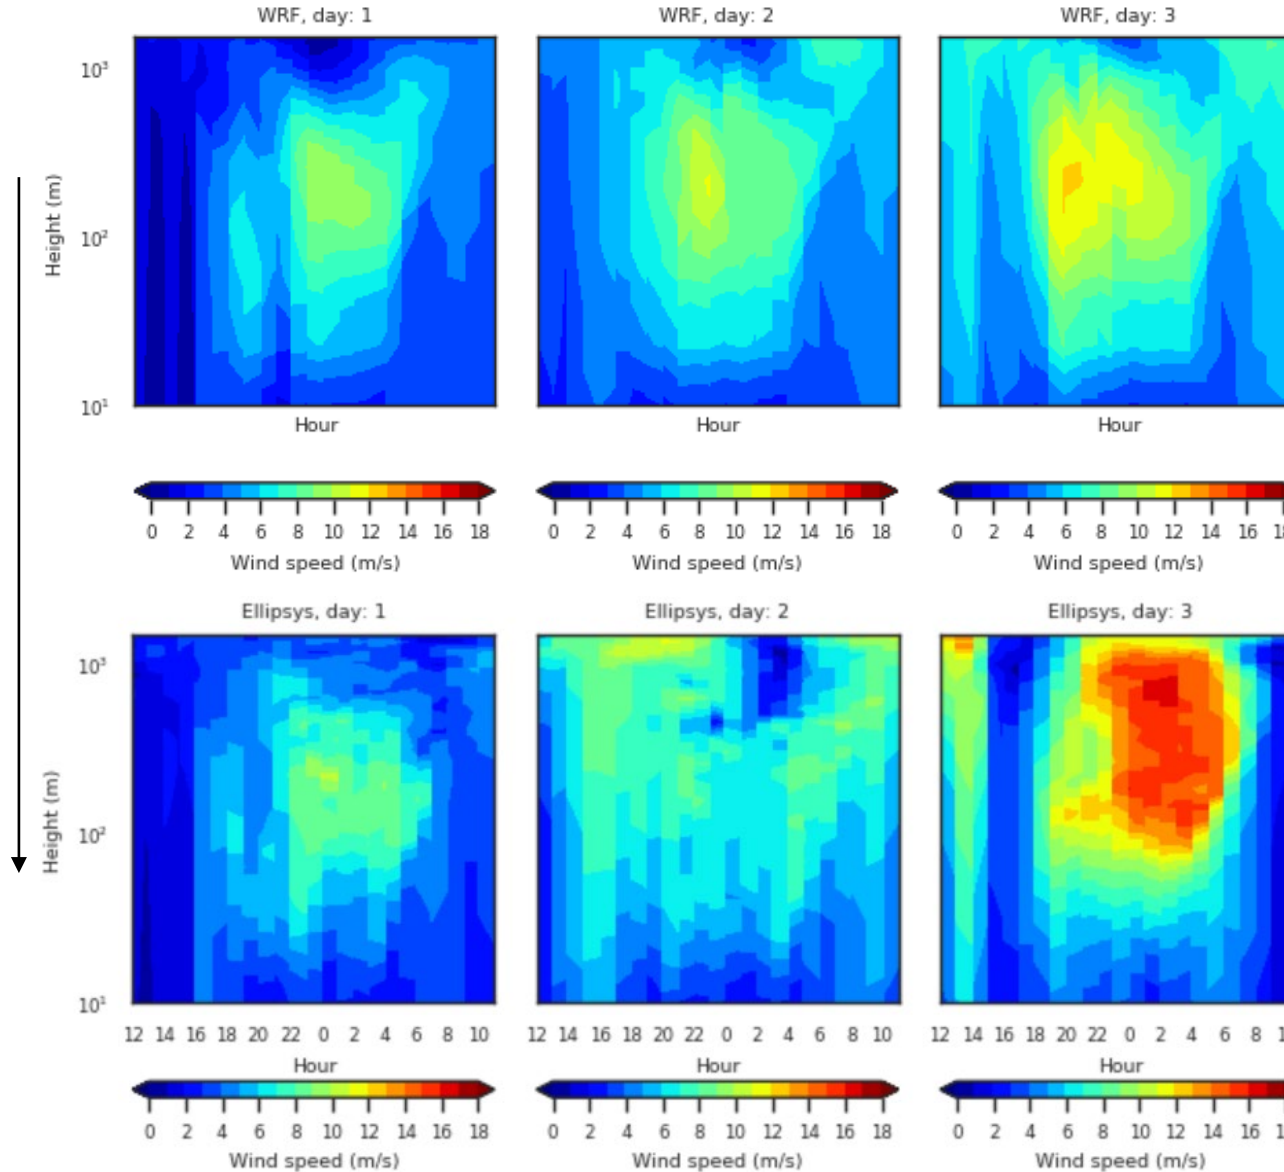 WRF, day: 1 WRF, day: 2 WRF, day: 3
10³
Height (m)
10²
10¹
Hour Hour Hour
0 2 4 6 8 10 12 14 16 18 0 2 4 6 8 10 12 14 16 18 0 2 4 6 8 10 12 14 16 18
Wind speed (m/s) Wind speed (m/s) Wind speed (m/s)
Ellipsys, day: 1 Ellipsys, day: 2 Ellipsys, day: 3
10³
Height (m)
10²
10¹
12 14 16 18 20 22 0 2 4 6 8 10 12 14 16 18 20 22 0 2 4 6 8 10 12 14 16 18 20 22 0 2 4 6 8
Hour Hour Hour
0 2 4 6 8 10 12 14 16 18 0 2 4 6 8 10 12 14 16 18 0 2 4 6 8 10 12 14 16 18
Wind speed (m/s) Wind speed (m/s) Wind speed (m/s)